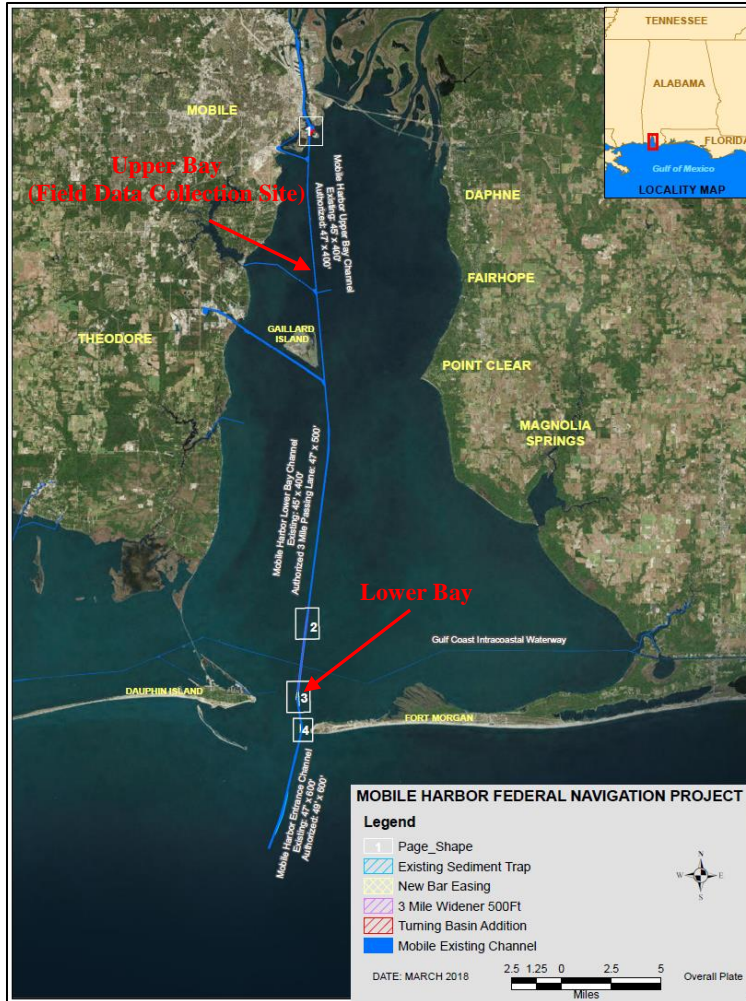 TENNESSEE
ALABAMA
FLORIDA
Gulf of Mexico
LOCALITY MAP
MOBILE
1
Upper Bay
(Field Data Collection Site)
Mobile Harbor Upper Bay Channel
Existing: 45' x 400'
Authorized: 47' x 400'
DAPHNE
FAIRHOPE
THEODORE
GAILLARD
ISLAND
POINT CLEAR
MAGNOLIA
SPRINGS
Mobile Harbor Lower Bay Channel
Existing: 45' x 400'
Authorized 3 Mile Passing Lane: 47' x 500'
Lower Bay
2
Gulf Coast Intracoastal Waterway
DAUPHIN ISLAND
3
4
FORT MORGAN
Mobile Harbor Entrance Channel
Existing: 47' x 600'
Authorized: 49' x 600'
MOBILE HARBOR FEDERAL NAVIGATION PROJECT
Legend
1 Page_Shape
Existing Sediment Trap
New Bar Easing
3 Mile Widener 500Ft
Turning Basin Addition
Mobile Existing Channel
N
W E
S
DATE: MARCH 2018
2.5 1.25 0 2.5 5
Miles
Overall Plate